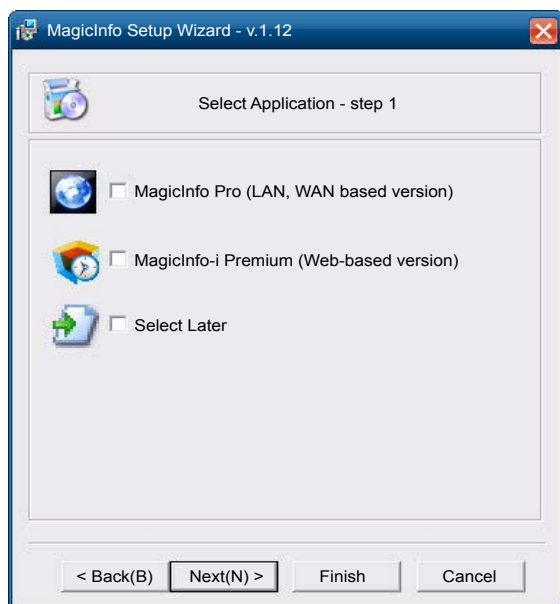 MagicInfo Setup Wizard - v.1.12
Select Application - step 1
MagicInfo Pro (LAN, WAN based version)
MagicInfo-i Premium (Web-based version)
Select Later
< Back(B) Next(N) > Finish Cancel